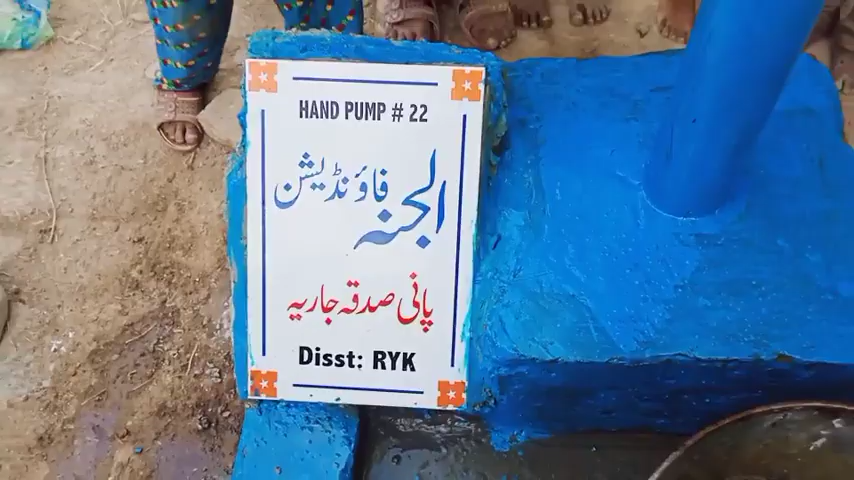 HAND PUMP # 22
الجنہ فاؤنڈیشن
پانی صدقہ جاریہ
Disst: RYK